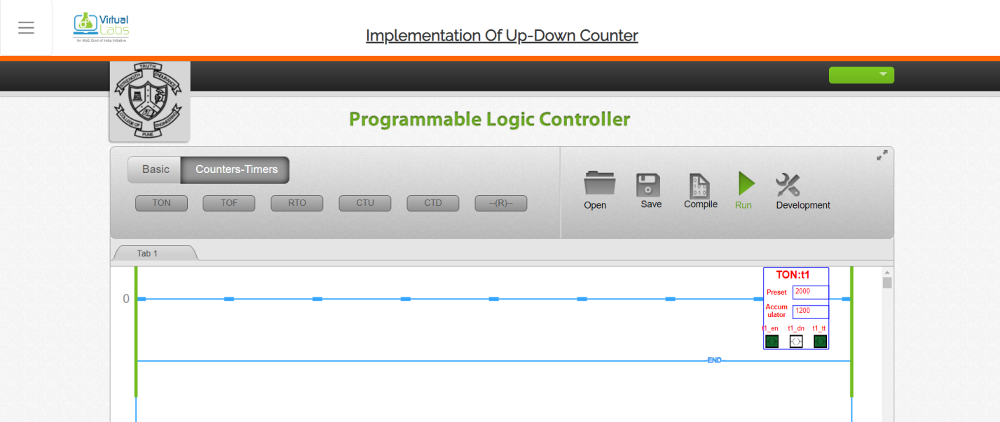 Virtual
Labs
An MoE Govt of India Initiative
Implementation Of Up-Down Counter
TRUTH
STRENGTH
ENDURANCE
COLLEGE OF
ENGINEERING
PUNE
Programmable Logic Controller
Basic
Counters-Timers
TON
TOF
RTO
CTU
CTD
--(R)--
Open
Save
Compile
Run
Development
Tab 1
0
TON:t1
Preset
2000
Accum
ulator
1200
t1_en
t1_dn
t1_tt
END